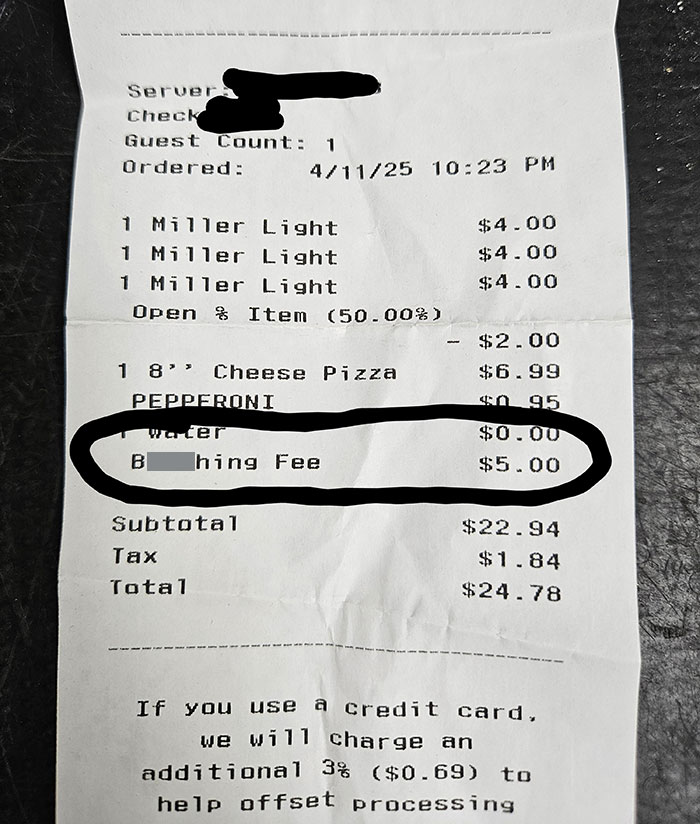 Server:
Check
Guest Count: 1
Ordered: 4/11/25 10:23 PM
1 Miller Light $4.00
1 Miller Light $4.00
1 Miller Light $4.00
Open % Item (50.00%)
- $2.00
1 8'' Cheese Pizza $6.99
PEPPERONI $0.95
1 Water $0.00
B hing Fee $5.00
Subtotal $22.94
Tax $1.84
Total $24.78
If you use a credit card,
we will charge an
additional 3% ($0.69) to
help offset processing